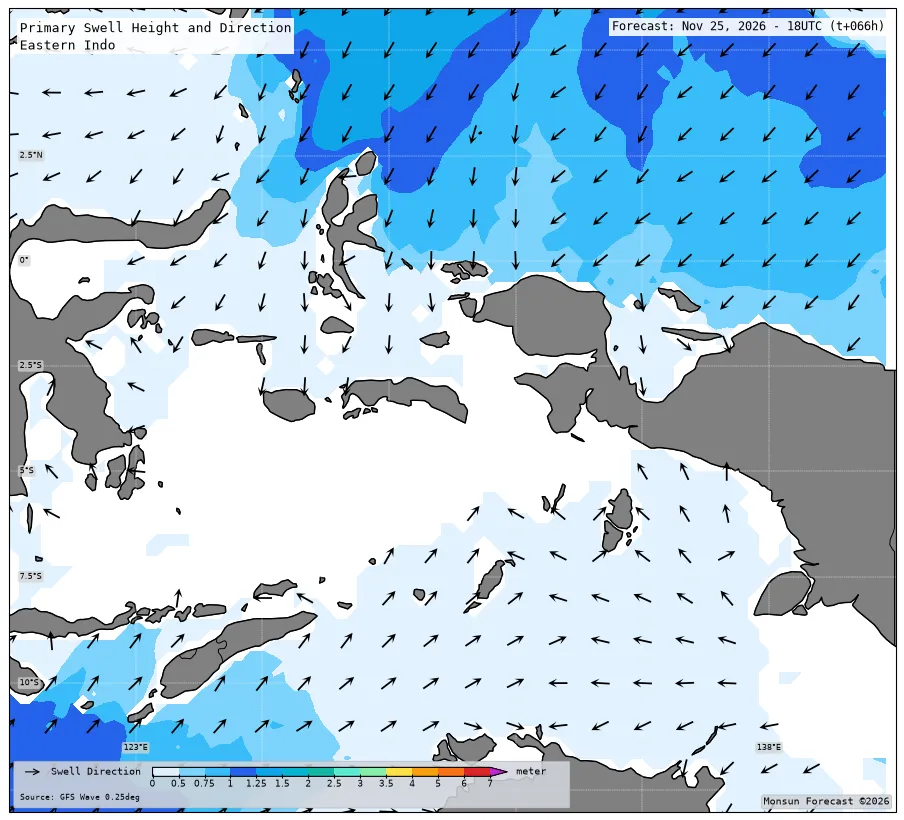 Primary Swell Height and Direction
Eastern Indo
Forecast: Nov 25, 2026 - 18UTC (t+066h)
2.5°N
0°
2.5°S
5°S
7.5°S
10°S
123°E
138°E
Swell Direction
0 0.5 0.75 1 1.25 1.5 2 2.5 3 3.5 4 5 6 7
meter
Source: GFS Wave 0.25deg
Monsun Forecast ©2026